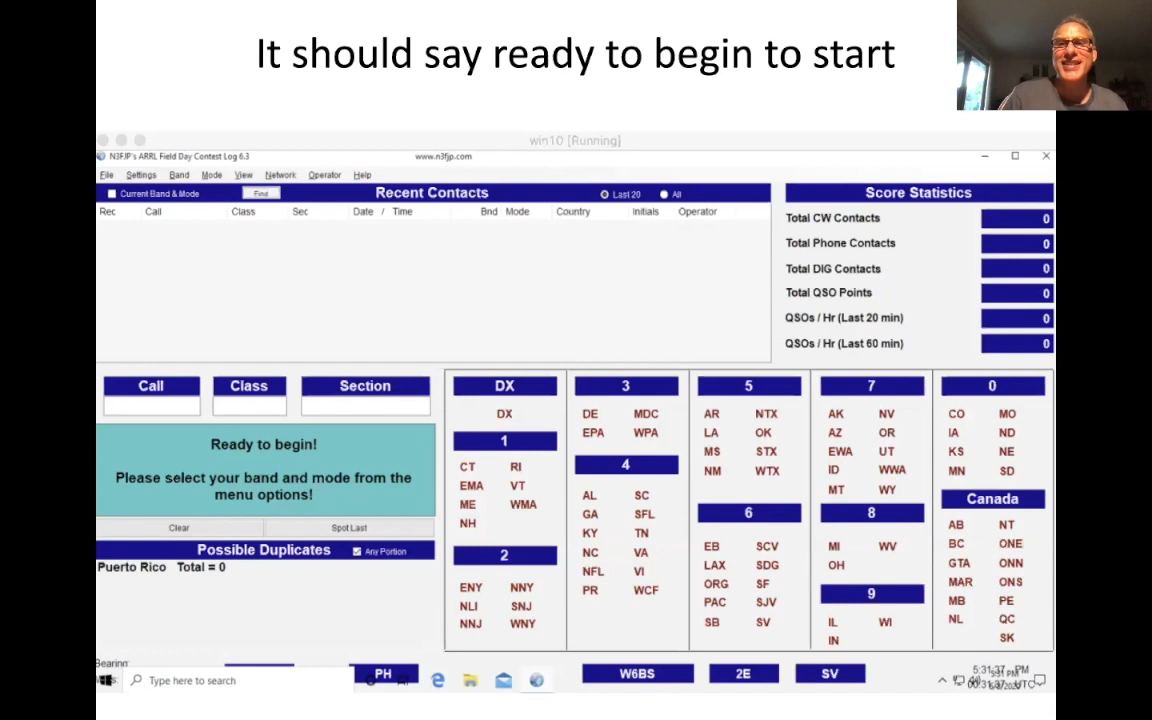 It should say ready to begin to start
win10 [Running]
N3FJP's ARRL Field Day Contest Log 6.3 www.n3fjp.com
File Settings Band Mode View Network Operator Help
Current Band & Mode Find Recent Contacts Last 20 All
Rec Call Class Sec Date / Time Bnd Mode Country Initials Operator
Score Statistics
Total CW Contacts 0
Total Phone Contacts 0
Total DIG Contacts 0
Total QSO Points 0
QSOs / Hr (Last 20 min) 0
QSOs / Hr (Last 60 min) 0
Call Class Section
Ready to begin!
Please select your band and mode from the
menu options!
Clear Spot Last
Possible Duplicates Any Portion
Puerto Rico Total = 0
DX
DX
1
CT RI
EMA VT
ME WMA
NH
2
ENY NNY
NLI SNJ
NNJ WNY
3
DE MDC
EPA WPA
4
AL SC
GA SFL
KY TN
NC VA
NFL VI
PR WCF
5
AR NTX
LA OK
MS STX
NM WTX
6
EB SCV
LAX SDG
ORG SF
PAC SJV
SB SV
7
AK NV
AZ OR
EWA UT
ID WWA
MT WY
8
MI WV
OH
9
IL WI
IN
0
CO MO
IA ND
KS NE
MN SD
Canada
AB NT
BC ONE
GTA ONN
MAR ONS
MB PE
NL QC
SK
Bearing
Type here to search
PH W6BS 2E SV
5:31:37 PM
00:31:37 UTC